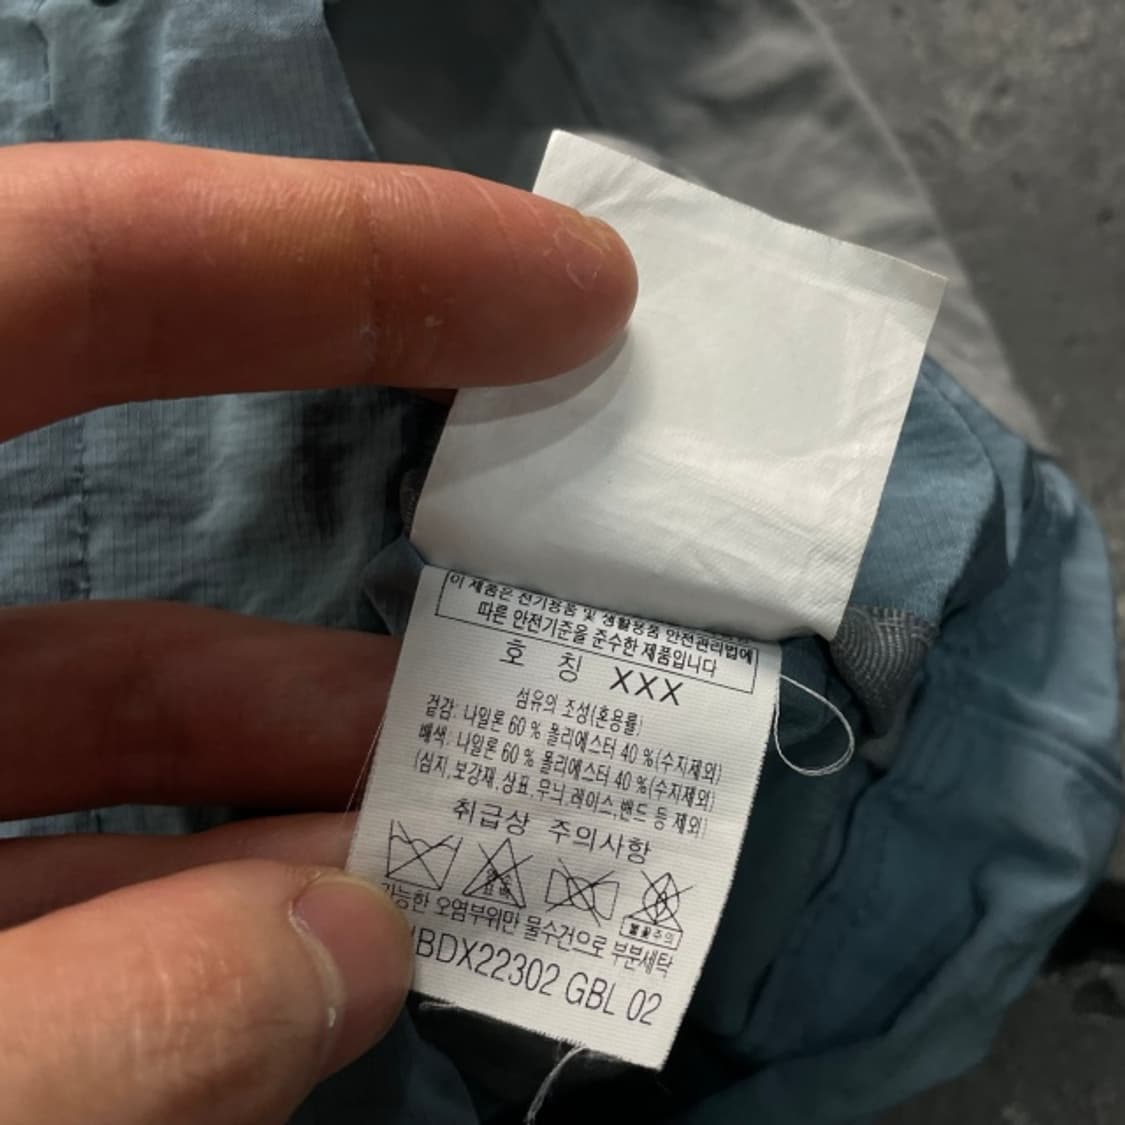 이 제품은 전기용품 및 생활용품 안전관리법에
따른 안전기준을 준수한 제품입니다
호 칭 XXX
섬유의 조성(혼용률)
겉감: 나일론 60 % 폴리에스터 40 %(수지제외)
배색: 나일론 60 % 폴리에스터 40 %(수지제외)
(심지,보강재,상표,무늬,레이스,밴드 등 제외)
취급상 주의사항
염소
불꽃주의
가능한 오염부위만 물수건으로 부분세탁
BDX22302 GBL 02